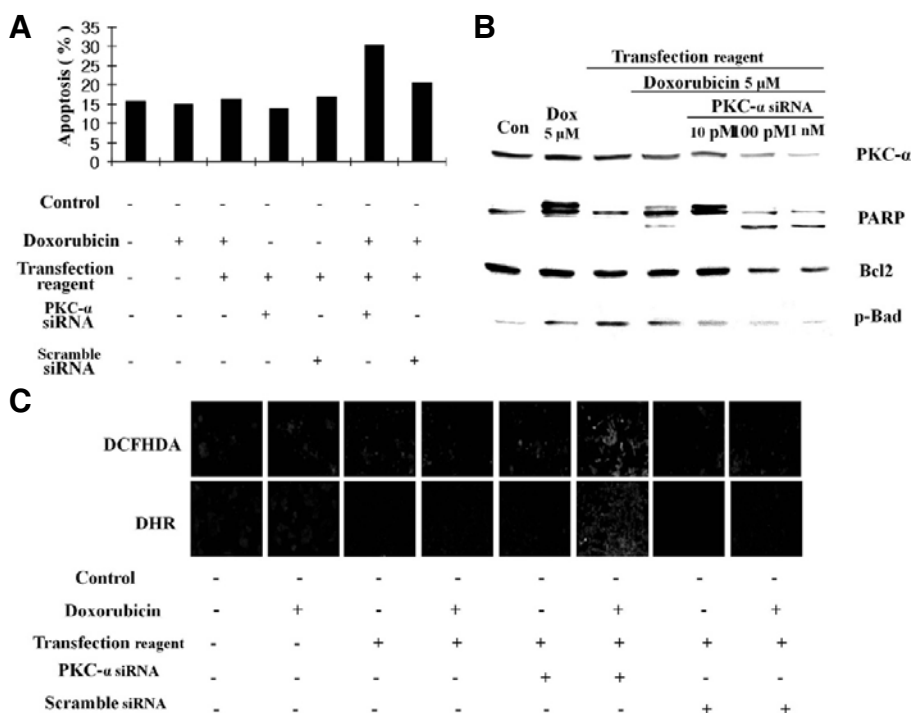 A
Apoptosis ( % )
35
30
25
20
15
10
5
0
Control - - - - - - -
Doxorubicin - + + - - + +
Transfection reagent - - + + + + +
PKC-α siRNA - - - + - + -
Scramble siRNA - - - - + - +
B
Transfection reagent
Doxorubicin 5 μM
PKC-α siRNA
Con Dox 5 μM 10 pM 100 pM 1 nM
PKC-α
PARP
Bcl2
p-Bad
C
DCFHDA
DHR
Control - - - - - - - -
Doxorubicin - + - + - + - +
Transfection reagent - - + + + + + +
PKC-α siRNA - - - - + + - -
Scramble siRNA - - - - - - + +